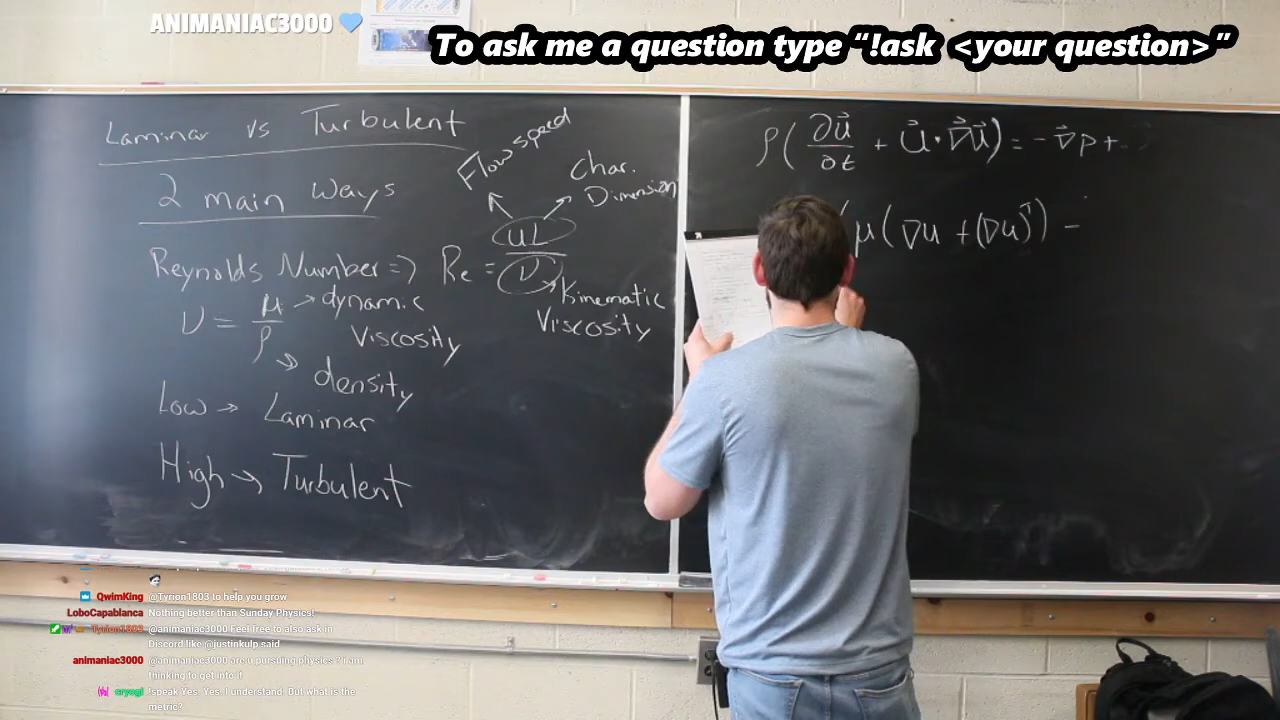 ANIMANIAC3000
To ask me a question type “!ask <your question>”
Laminar vs Turbulent
2 main ways
Flow speed
Char.
Dimension
Reynolds Number => Re = uL / ν
Kinematic
Viscosity
ν = μ / ρ
dynamic
Viscosity
density
Low → Laminar
High → Turbulent
ρ( ∂u⃗/∂t + u⃗·∇⃗u⃗) = -∇⃗p +
(μ(∇u + (∇u)ᵀ) -
QwimKing @Tyrion1803 to help you grow
LoboCapablanca Nothing better than Sunday Physics!
Tyrion1803 @animaniac3000 Feel free to also ask in
Discord like @justinkulp said
animaniac3000 @animaniac3000 are u pursuing physics ? i am
thinking to get into it
cryogi !speak Yes. Yes. I understand. But what is the
metric?